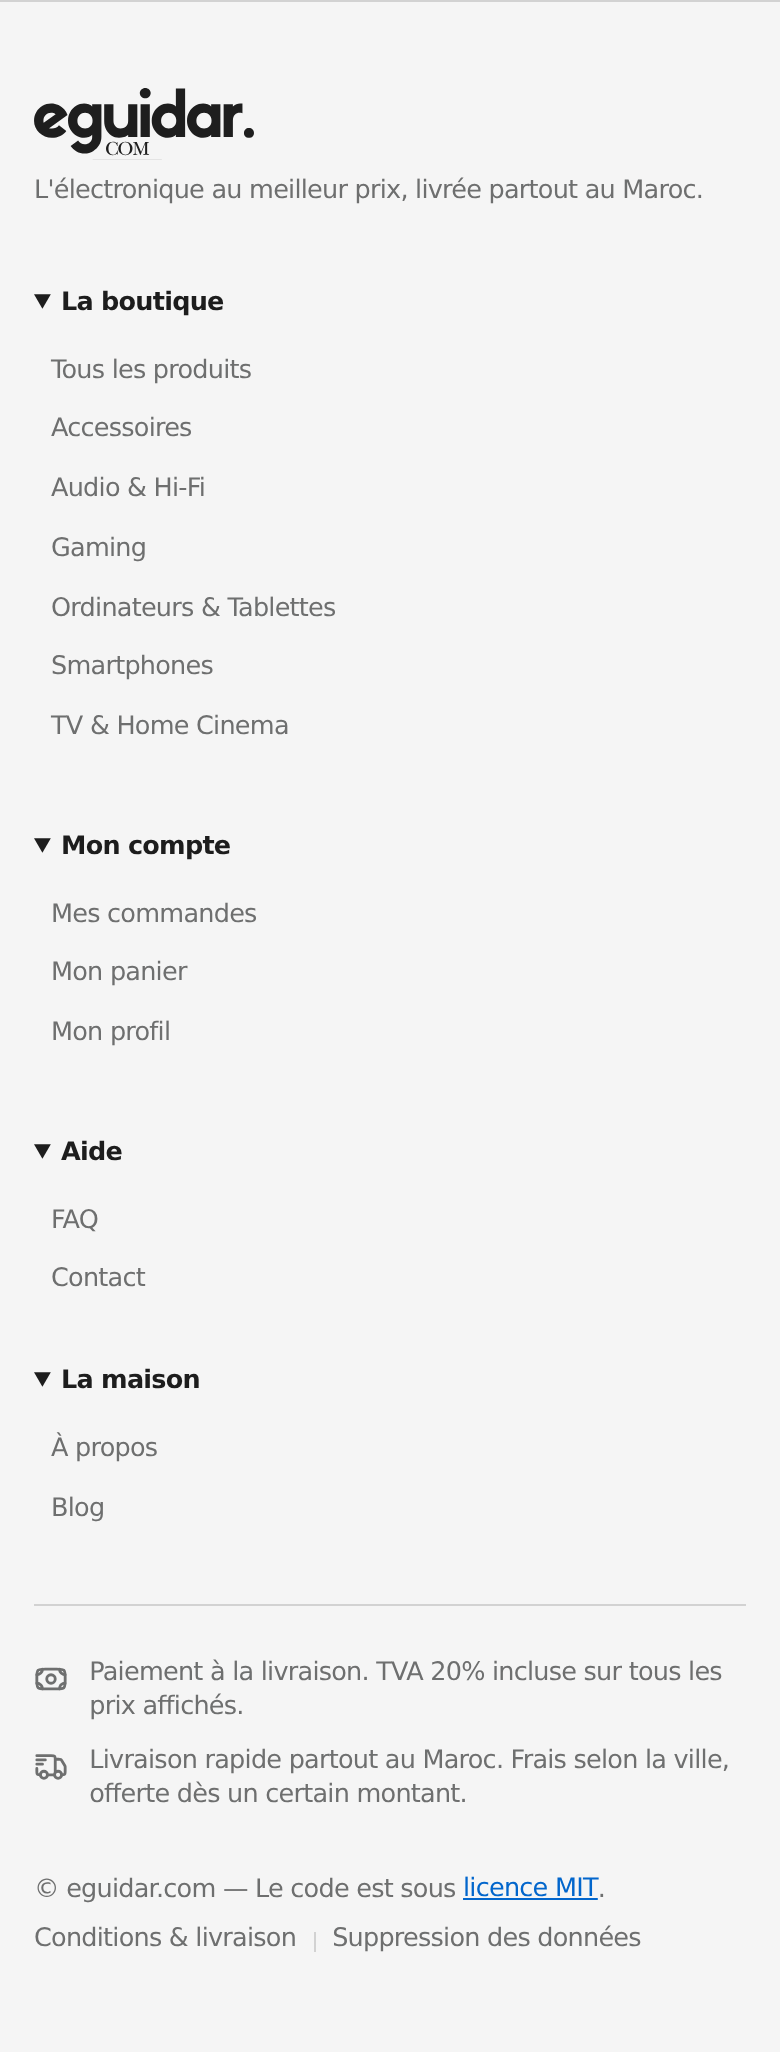 eguidar.
COM
L'électronique au meilleur prix, livrée partout au Maroc.
La boutique
Tous les produits
Accessoires
Audio & Hi-Fi
Gaming
Ordinateurs & Tablettes
Smartphones
TV & Home Cinema
Mon compte
Mes commandes
Mon panier
Mon profil
Aide
FAQ
Contact
La maison
À propos
Blog
Paiement à la livraison. TVA 20% incluse sur tous les
prix affichés.
Livraison rapide partout au Maroc. Frais selon la ville,
offerte dès un certain montant.
© eguidar.com — Le code est sous licence MIT.
Conditions & livraison | Suppression des données